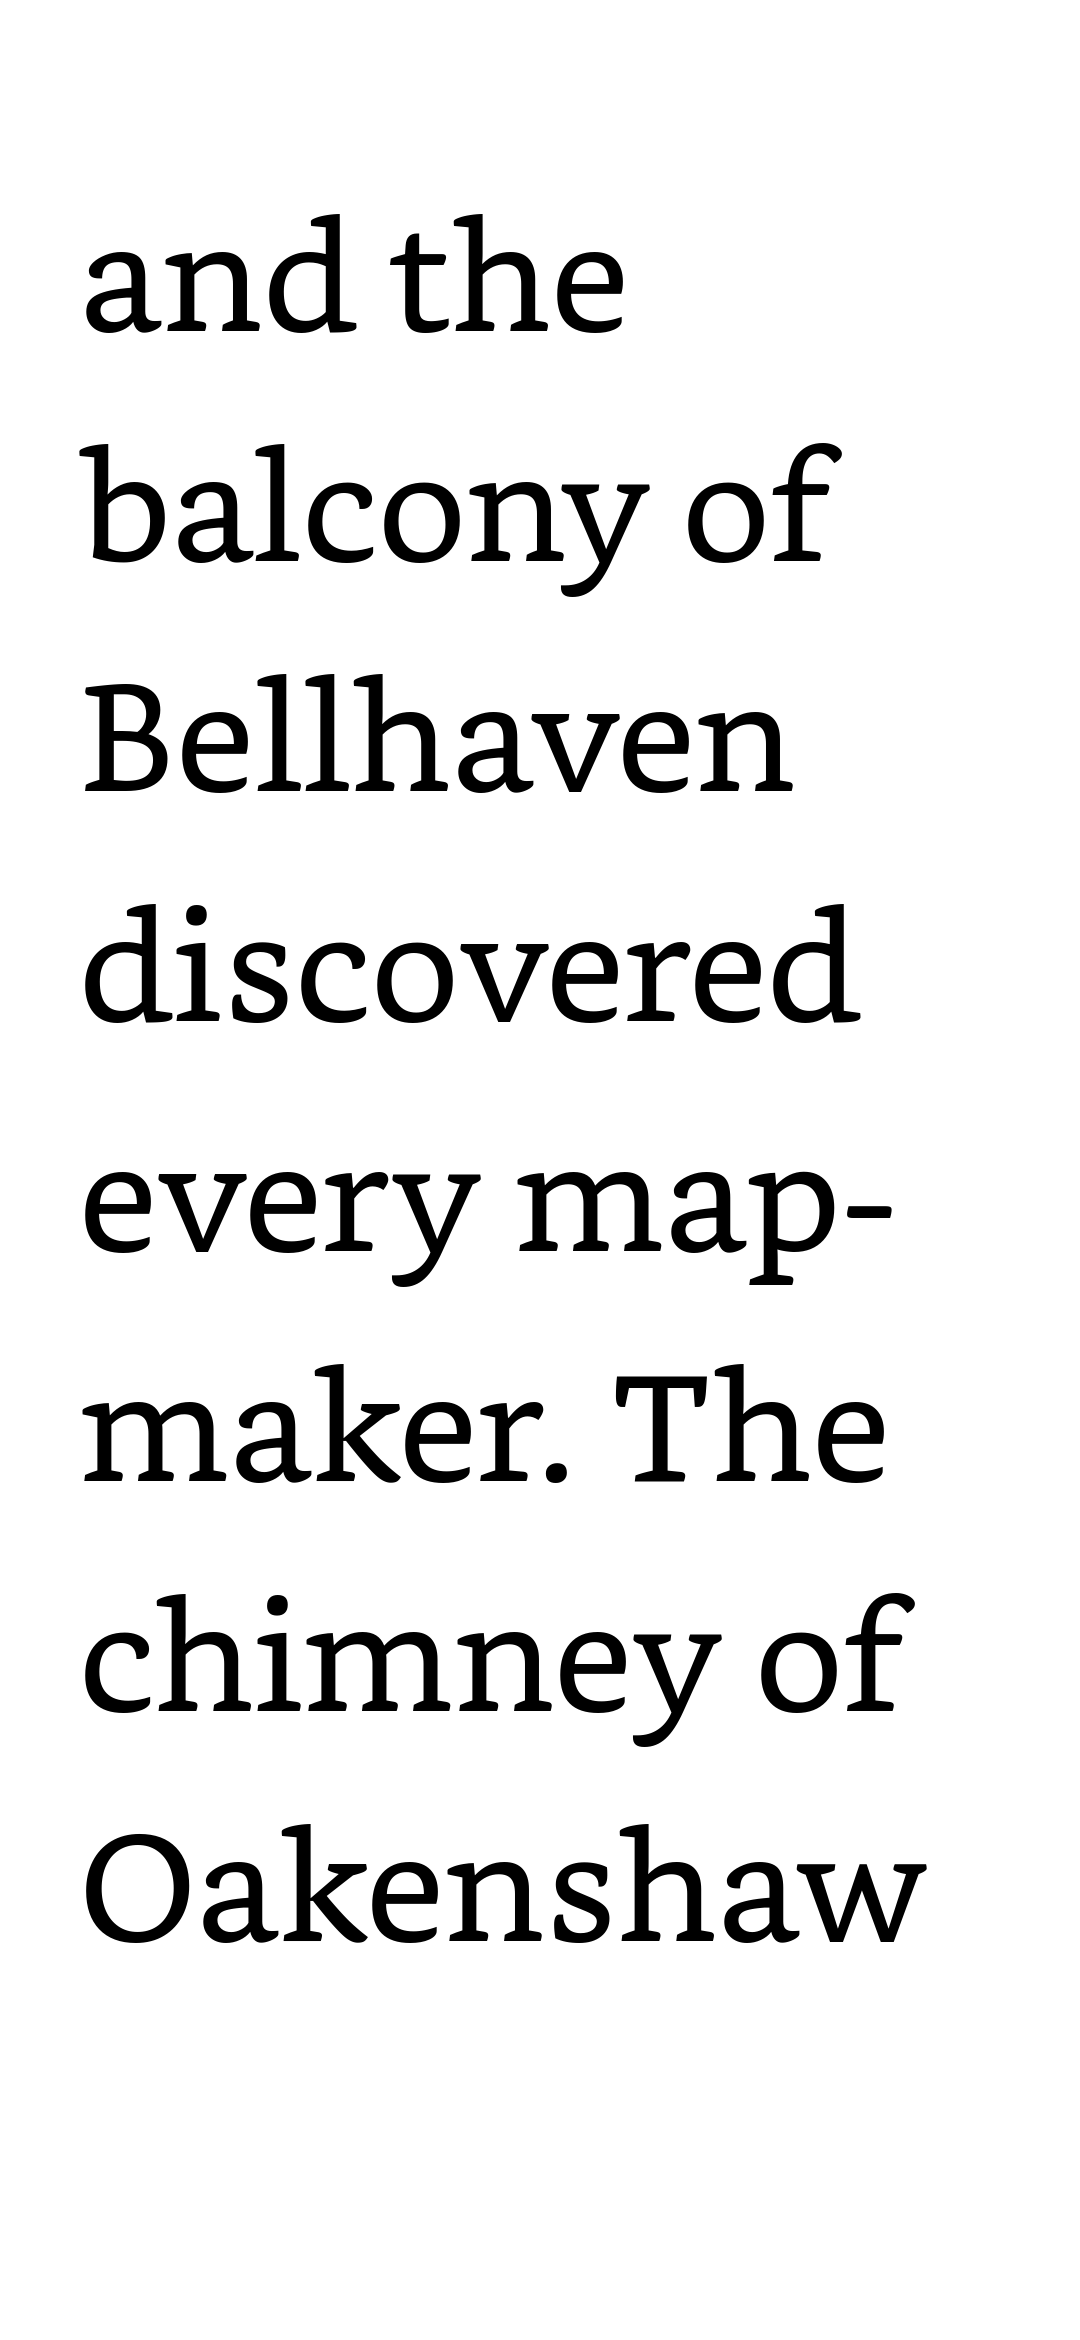 and the
balcony of
Bellhaven
discovered
every map-
maker. The
chimney of
Oakenshaw